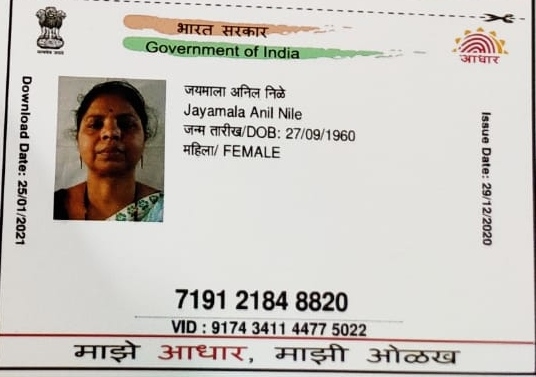 भारत सरकार
Government of India
आधार
Download Date: 25/01/2021
जयमाला अनिल निळे
Jayamala Anil Nile
जन्म तारीख/DOB: 27/09/1960
महिला/ FEMALE
Issue Date: 29/12/2020
7191 2184 8820
VID : 9174 3411 4477 5022
माझे आधार, माझी ओळख